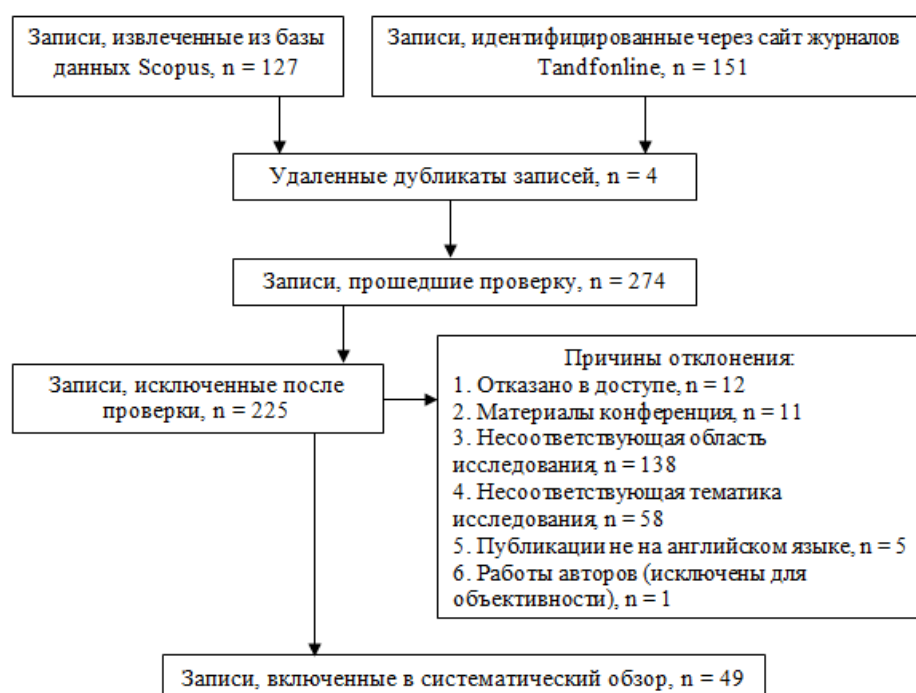 Записи, извлеченные из базы
данных Scopus, n = 127
Записи, идентифицированные через сайт журналов
Tandfonline, n = 151
Удаленные дубликаты записей, n = 4
Записи, прошедшие проверку, n = 274
Записи, исключенные после
проверки, n = 225
Причины отклонения:
1. Отказано в доступе, n = 12
2. Материалы конференция, n = 11
3. Несоответствующая область
исследования, n = 138
4. Несоответствующая тематика
исследования, n = 58
5. Публикации не на английском языке, n = 5
6. Работы авторов (исключены для
объективности), n = 1
Записи, включенные в систематический обзор, n = 49